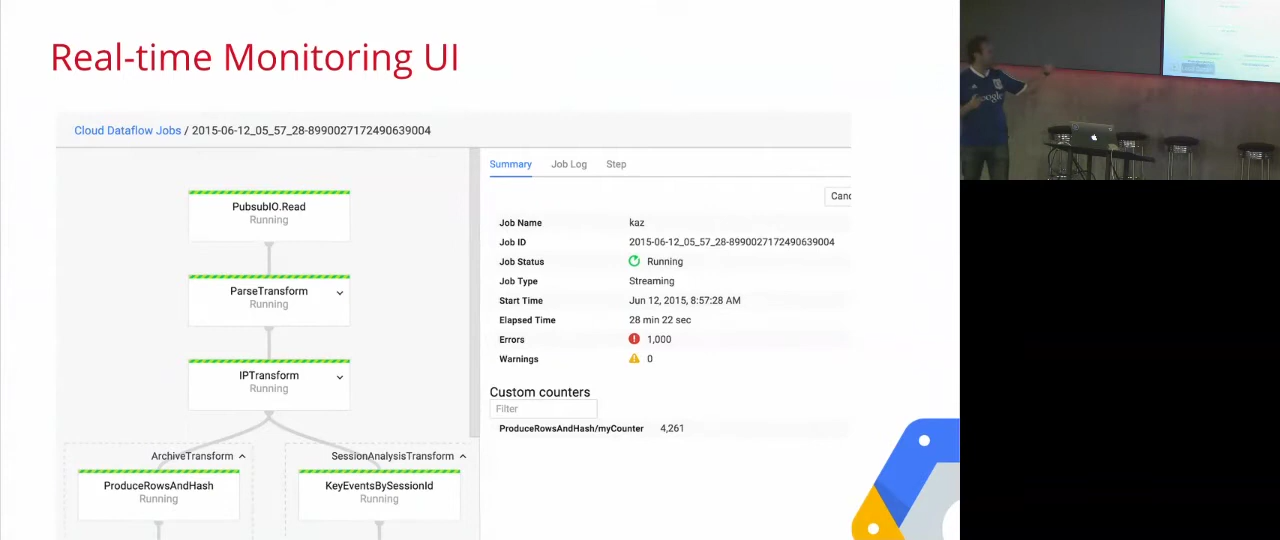 Real-time Monitoring UI
Cloud Dataflow Jobs / 2015-06-12_05_57_28-8990027172490639004
PubsubIO.Read
Running
ParseTransform
Running
IPTransform
Running
ArchiveTransform
SessionAnalysisTransform
ProduceRowsAndHash
Running
KeyEventsBySessionId
Running
Summary Job Log Step
Canc
Job Name kaz
Job ID 2015-06-12_05_57_28-8990027172490639004
Job Status Running
Job Type Streaming
Start Time Jun 12, 2015, 8:57:28 AM
Elapsed Time 28 min 22 sec
Errors 1,000
Warnings 0
Custom counters
Filter
ProduceRowsAndHash/myCounter 4,261
Google